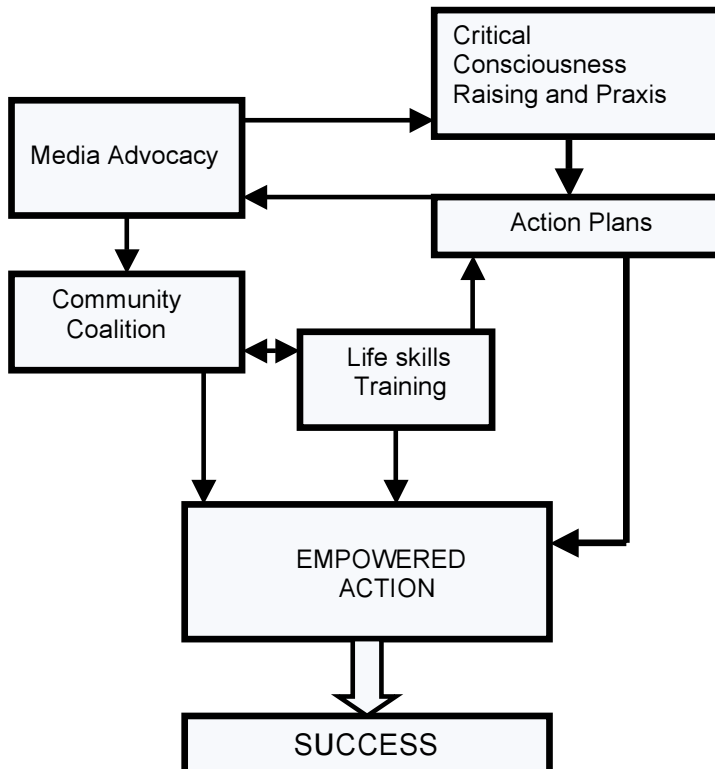 Critical
Consciousness
Raising and Praxis
Media Advocacy
Action Plans
Community
Coalition
Life skills
Training
EMPOWERED
ACTION
SUCCESS